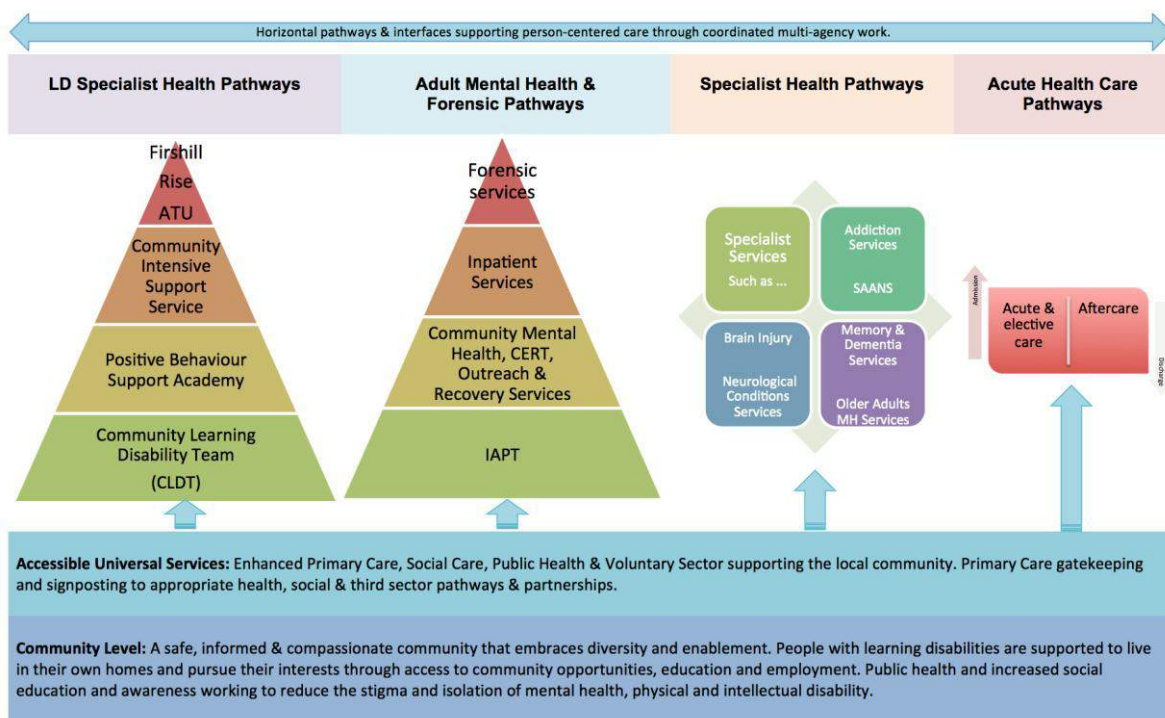 Horizontal pathways & interfaces supporting person-centered care through coordinated multi-agency work.
LD Specialist Health Pathways
Adult Mental Health &
Forensic Pathways
Specialist Health Pathways
Acute Health Care
Pathways
Firshill
Rise
ATU
Community
Intensive
Support
Service
Positive Behaviour
Support Academy
Community Learning
Disability Team
(CLDT)
Forensic
services
Inpatient
Services
Community Mental
Health, CERT,
Outreach &
Recovery Services
IAPT
Specialist
Services
Such as ...
Addiction
Services
SAANS
Brain Injury
Neurological
Conditions
Services
Memory &
Dementia
Services
Older Adults
MH Services
Admission
Acute &
elective
care
Aftercare
Discharge
Accessible Universal Services: Enhanced Primary Care, Social Care, Public Health & Voluntary Sector supporting the local community. Primary Care gatekeeping
and signposting to appropriate health, social & third sector pathways & partnerships.
Community Level: A safe, informed & compassionate community that embraces diversity and enablement. People with learning disabilities are supported to live
in their own homes and pursue their interests through access to community opportunities, education and employment. Public health and increased social
education and awareness working to reduce the stigma and isolation of mental health, physical and intellectual disability.